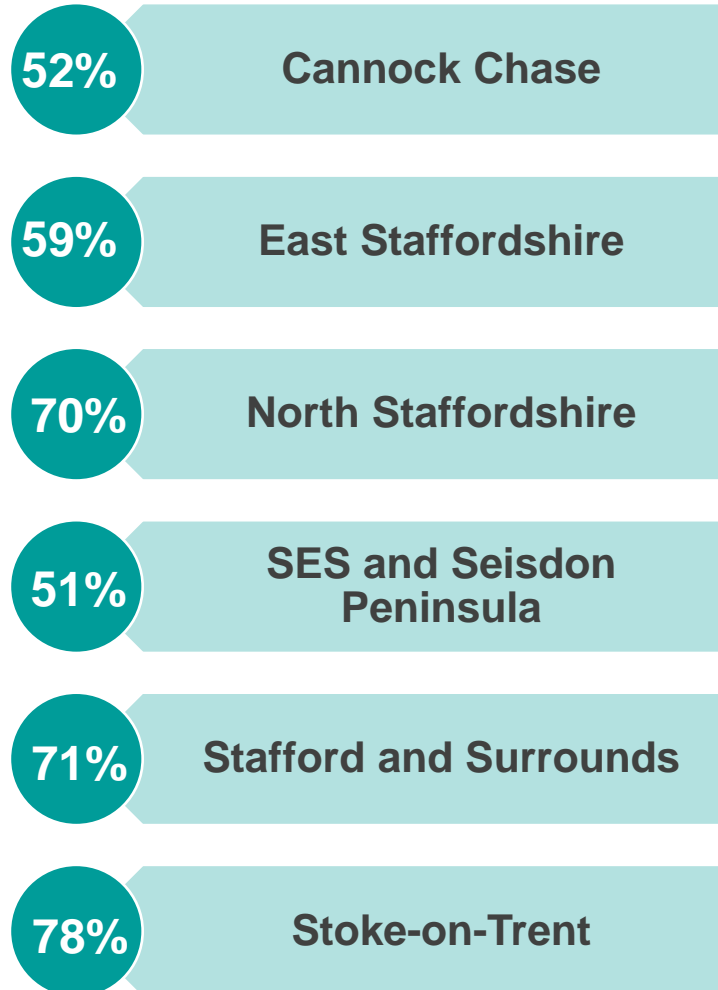 52%
Cannock Chase
59%
East Staffordshire
70%
North Staffordshire
51%
SES and Seisdon
Peninsula
71%
Stafford and Surrounds
78%
Stoke-on-Trent